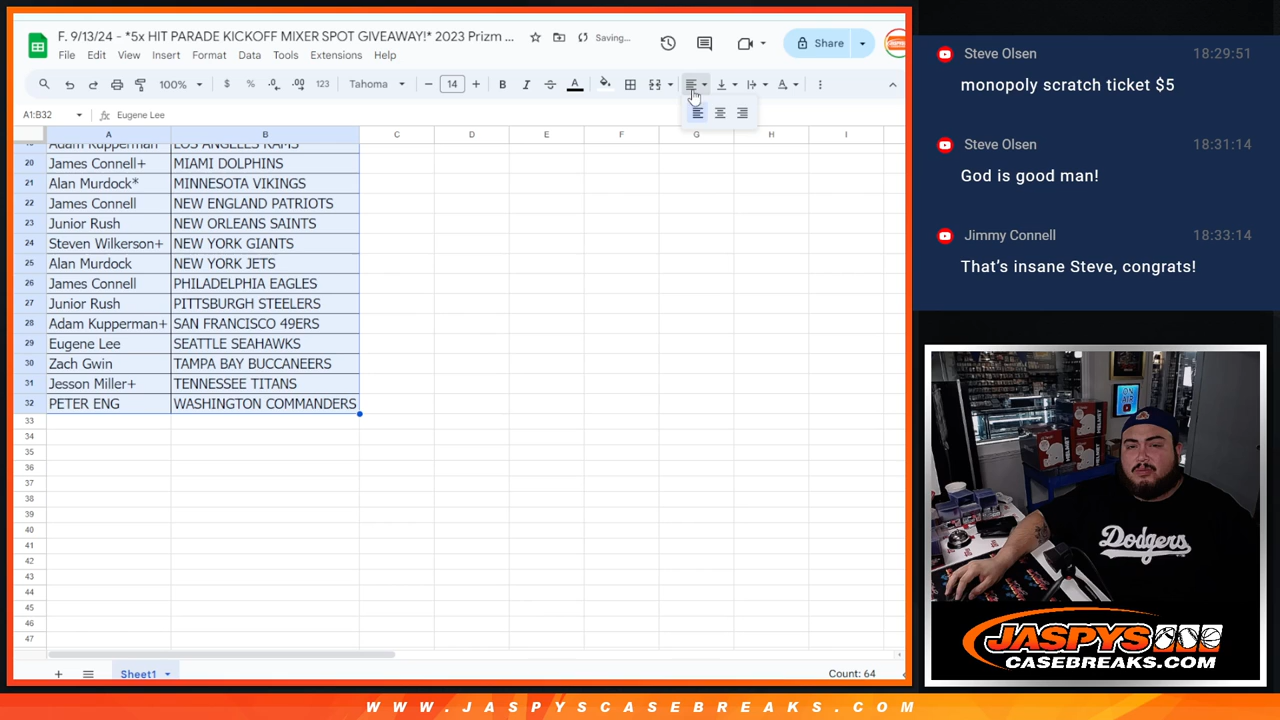 F. 9/13/24 - *5x HIT PARADE KICKOFF MIXER SPOT GIVEAWAY!* 2023 Prizm ...
Saving...
Share
File Edit View Insert Format Data Tools Extensions Help
100% $ % .0 .00 123 Tahoma 14 B I A
A1:B32 fx Eugene Lee
A B C D E F G H I
Adam Kupperman LOS ANGELES RAMS
20 James Connell+ MIAMI DOLPHINS
21 Alan Murdock* MINNESOTA VIKINGS
22 James Connell NEW ENGLAND PATRIOTS
23 Junior Rush NEW ORLEANS SAINTS
24 Steven Wilkerson+ NEW YORK GIANTS
25 Alan Murdock NEW YORK JETS
26 James Connell PHILADELPHIA EAGLES
27 Junior Rush PITTSBURGH STEELERS
28 Adam Kupperman+ SAN FRANCISCO 49ERS
29 Eugene Lee SEATTLE SEAHAWKS
30 Zach Gwin TAMPA BAY BUCCANEERS
31 Jesson Miller+ TENNESSEE TITANS
32 PETER ENG WASHINGTON COMMANDERS
33
34
35
36
37
38
39
40
41
42
43
44
45
46
47
Sheet1
Count: 64
Steve Olsen 18:29:51
monopoly scratch ticket $5
Steve Olsen 18:31:14
God is good man!
Jimmy Connell 18:33:14
That's insane Steve, congrats!
ON AIR
Dodgers
JASPYS
CASEBREAKS.COM
WWW.JASPYSCASEBREAKS.COM